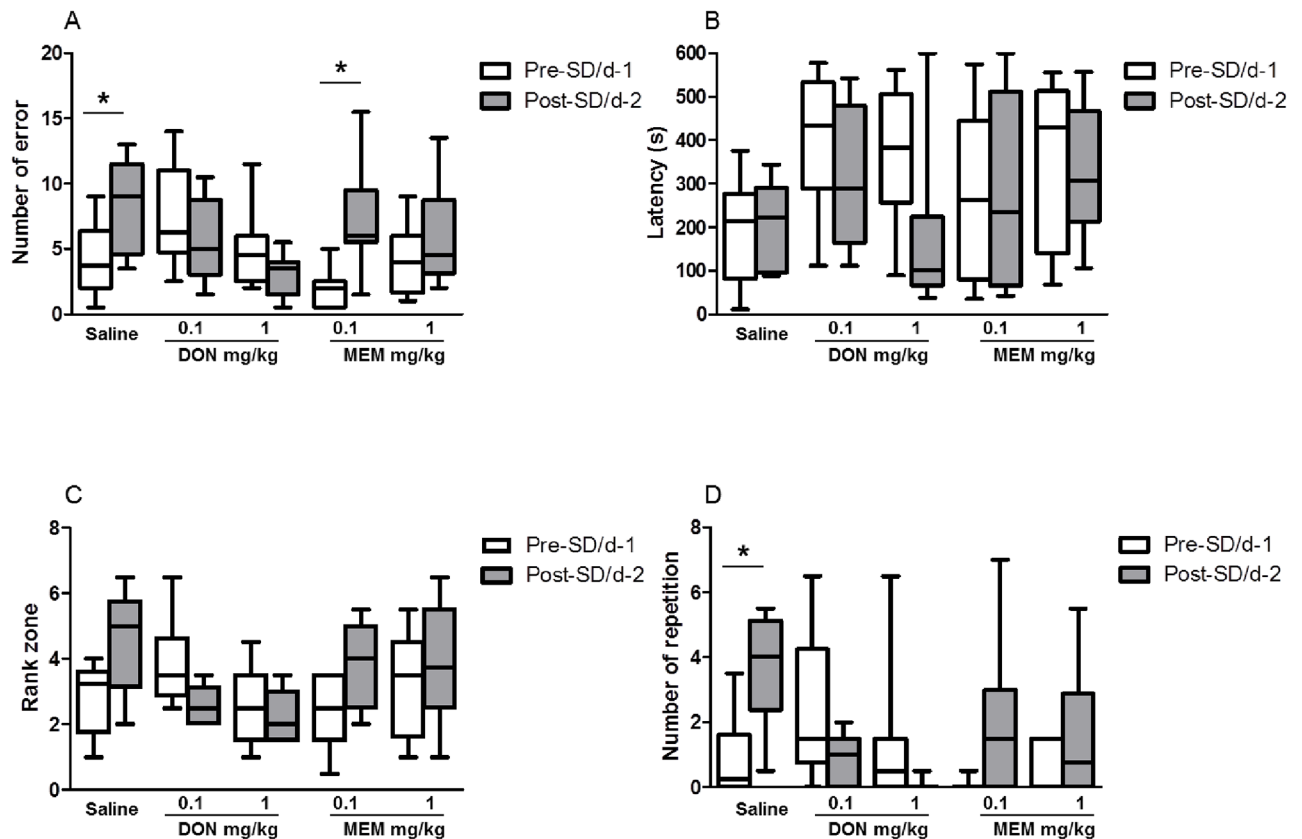 A
Number of error
20
15
10
5
0
*
*
Pre-SD/d-1
Post-SD/d-2
Saline
0.1
1
0.1
1
DON mg/kg
MEM mg/kg
B
Latency (s)
600
500
400
300
200
100
0
Pre-SD/d-1
Post-SD/d-2
Saline
0.1
1
0.1
1
DON mg/kg
MEM mg/kg
C
Rank zone
8
6
4
2
0
Pre-SD/d-1
Post-SD/d-2
Saline
0.1
1
0.1
1
DON mg/kg
MEM mg/kg
D
Number of repetition
8
6
4
2
0
*
Pre-SD/d-1
Post-SD/d-2
Saline
0.1
1
0.1
1
DON mg/kg
MEM mg/kg